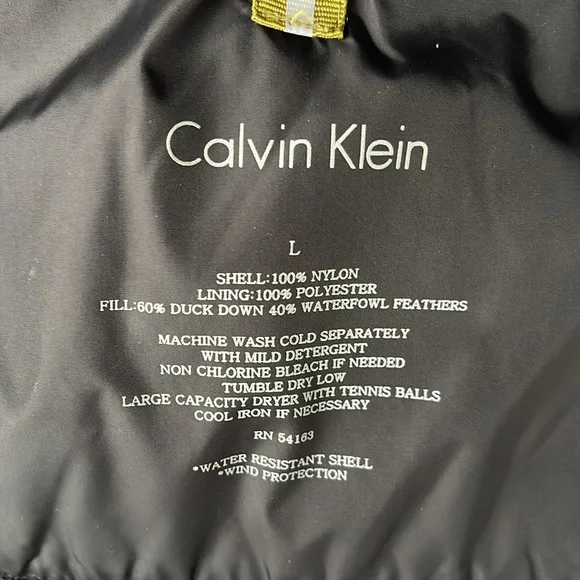 Calvin Klein
L
SHELL:100% NYLON
LINING:100% POLYESTER
FILL:60% DUCK DOWN 40% WATERFOWL FEATHERS
MACHINE WASH COLD SEPARATELY
WITH MILD DETERGENT
NON CHLORINE BLEACH IF NEEDED
TUMBLE DRY LOW
LARGE CAPACITY DRYER WITH TENNIS BALLS
COOL IRON IF NECESSARY
RN 54163
*WATER RESISTANT SHELL
*WIND PROTECTION